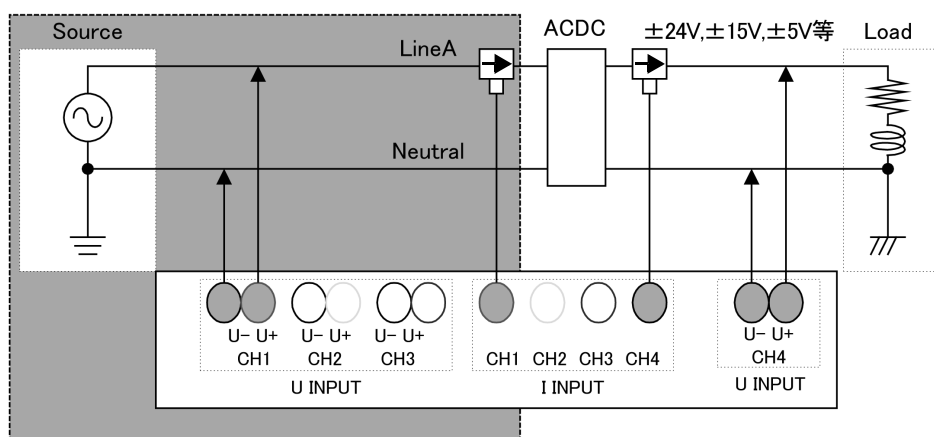 Source
LineA
ACDC
±24V,±15V,±5V等
Load
Neutral
U- U+ U- U+ U- U+
CH1 CH2 CH3
U INPUT
CH1 CH2 CH3 CH4
I INPUT
U- U+
CH4
U INPUT